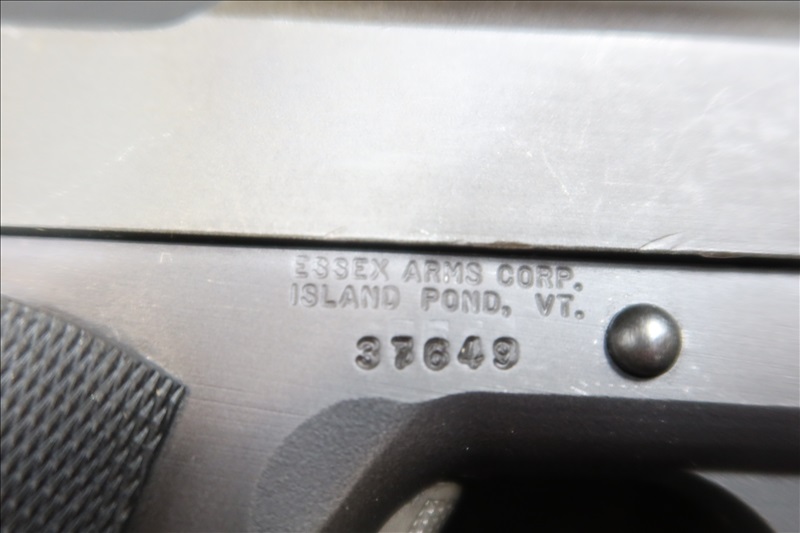 ESSEX ARMS CORP.
ISLAND POND, VT.
37649